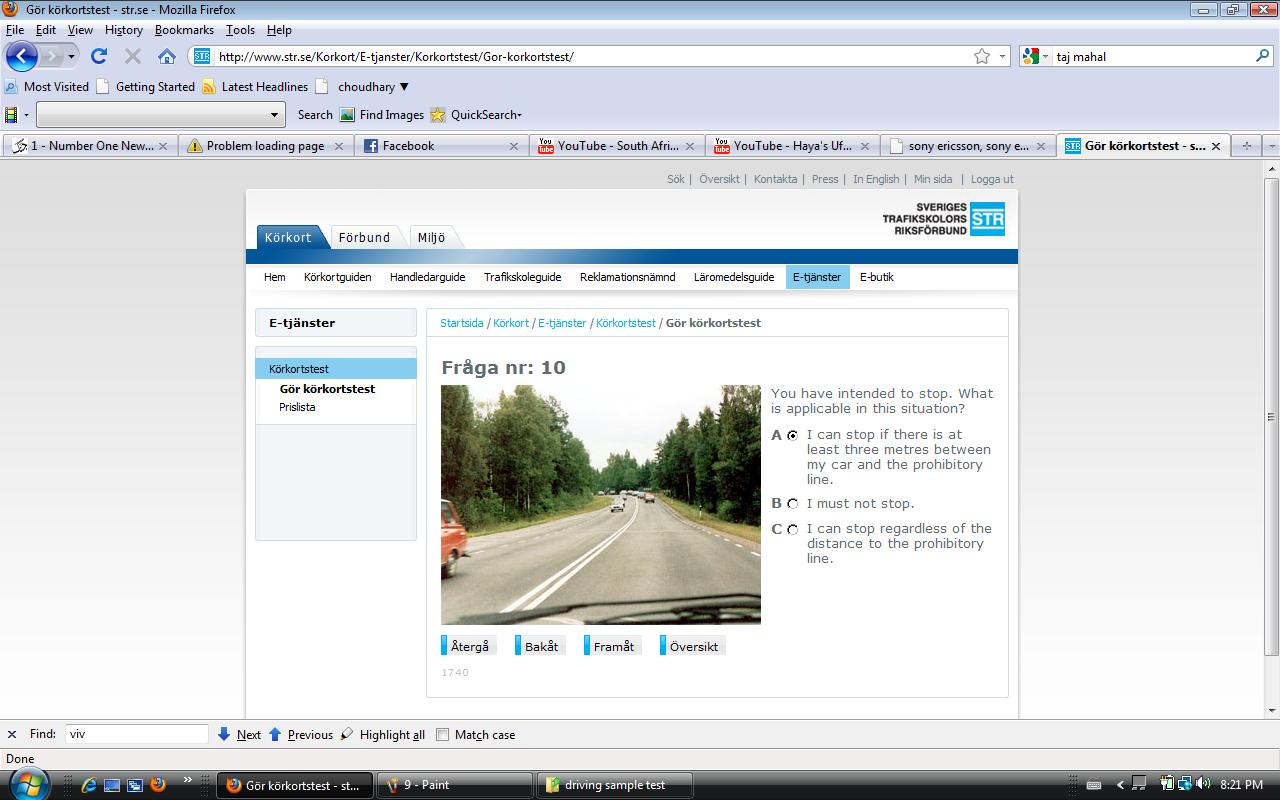 Gör körkortstest - str.se - Mozilla Firefox
File Edit View History Bookmarks Tools Help
STR http://www.str.se/Korkort/E-tjanster/Korkortstest/Gor-korkortstest/ taj mahal
Most Visited Getting Started Latest Headlines choudhary
Search Find Images QuickSearch
1 - Number One New... Problem loading page Facebook YouTube - South Afri... YouTube - Haya's Uf... sony ericsson, sony e... Gör körkortstest - s...
Sök | Översikt | Kontakta | Press | In English | Min sida | Logga ut
SVERIGES
TRAFIKSKOLORS STR
RIKSFÖRBUND
Körkort Förbund Miljö
Hem Körkortguiden Handledarguide Trafikskoleguide Reklamationsnämnd Läromedelsguide E-tjänster E-butik
E-tjänster
Körkortstest
Gör körkortstest
Prislista
Startsida / Körkort / E-tjänster / Körkortstest / Gör körkortstest
Fråga nr: 10
You have intended to stop. What
is applicable in this situation?
A I can stop if there is at
least three metres between
my car and the prohibitory
line.
B I must not stop.
C I can stop regardless of the
distance to the prohibitory
line.
Återgå Bakåt Framåt Översikt
1740
Find: viv Next Previous Highlight all Match case
Done
Gör körkortstest - st... 9 - Paint driving sample test 8:21 PM